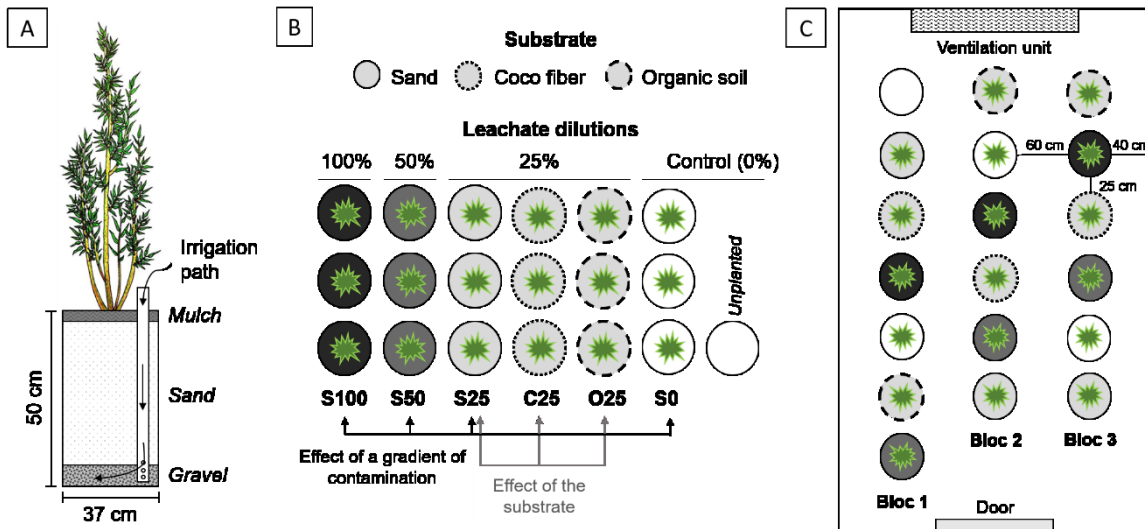 A
Irrigation
path
Mulch
50 cm
Sand
Gravel
37 cm
B
Substrate
Sand
Coco fiber
Organic soil
Leachate dilutions
100%
50%
25%
Control (0%)
Unplanted
S100
S50
S25
C25
O25
S0
Effect of a gradient of
contamination
Effect of the
substrate
C
Ventilation unit
60 cm
40 cm
25 cm
Bloc 2
Bloc 3
Bloc 1
Door